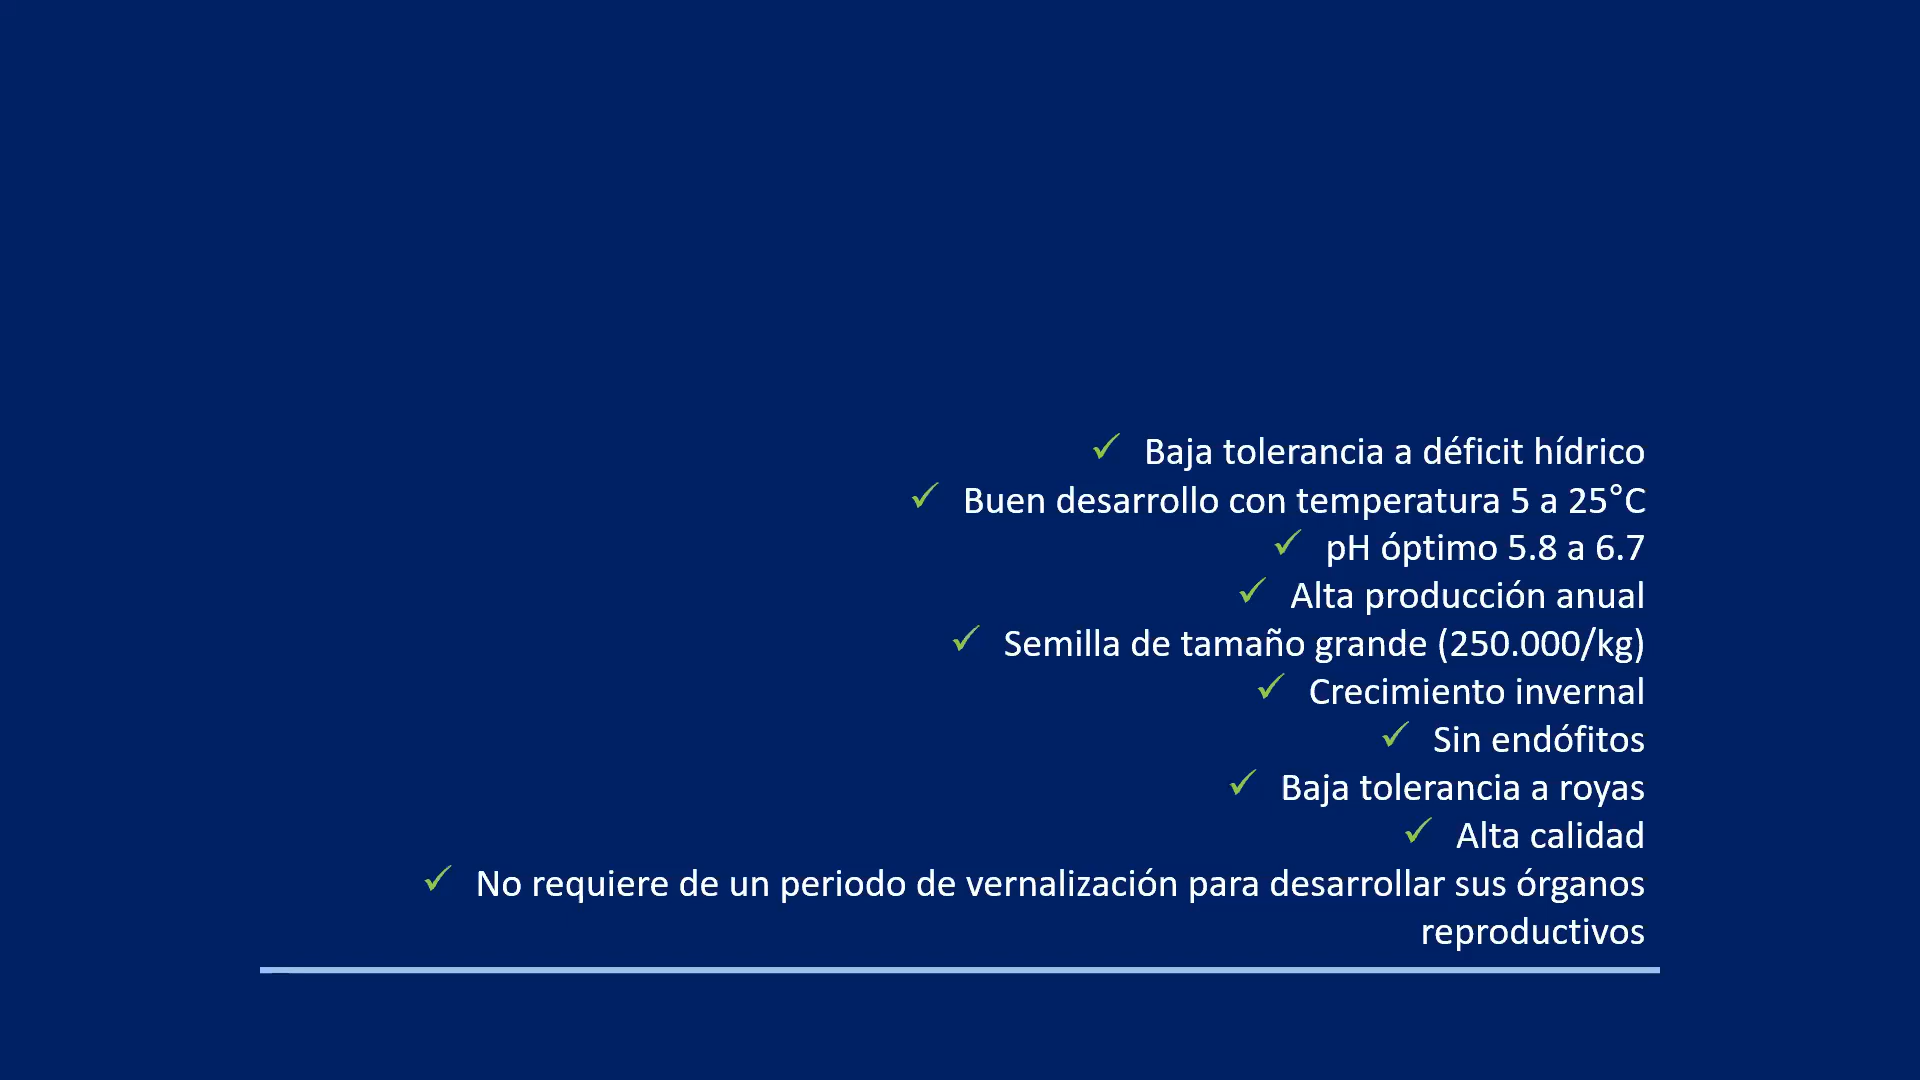 ✓ Baja tolerancia a déficit hídrico
✓ Buen desarrollo con temperatura 5 a 25°C
✓ pH óptimo 5.8 a 6.7
✓ Alta producción anual
✓ Semilla de tamaño grande (250.000/kg)
✓ Crecimiento invernal
✓ Sin endófitos
✓ Baja tolerancia a royas
✓ Alta calidad
✓ No requiere de un periodo de vernalización para desarrollar sus órganos
reproductivos